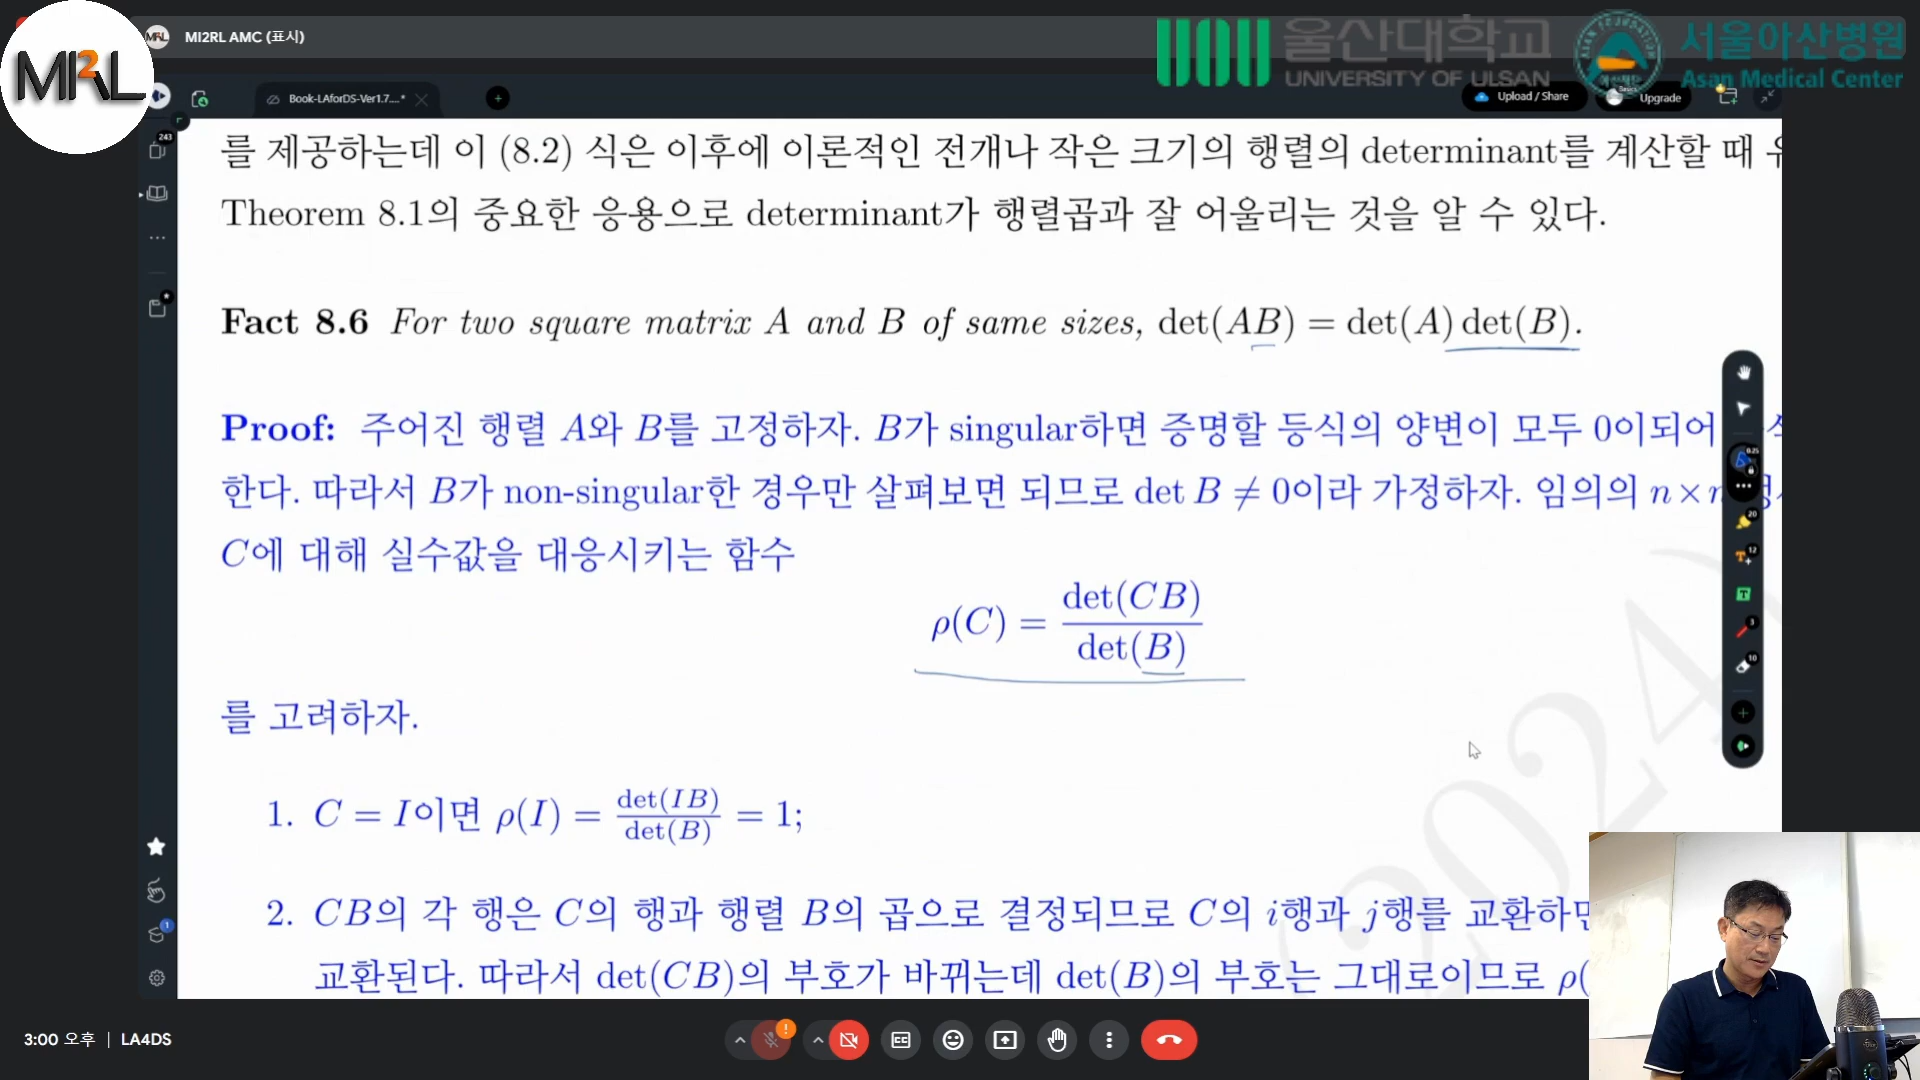 MI2RL
MI2RL AMC (표시)
울산대학교
UNIVERSITY OF ULSAN
서울아산병원
Asan Medical Center
Book-LAforDS-Ver1.7....*
Upload / Share
Upgrade
243
를 제공하는데 이 (8.2) 식은 이후에 이론적인 전개나 작은 크기의 행렬의 determinant를 계산할 때
Theorem 8.1의 중요한 응용으로 determinant가 행렬곱과 잘 어울리는 것을 알 수 있다.
Fact 8.6 For two square matrix A and B of same sizes, det(AB) = det(A) det(B).
Proof: 주어진 행렬 A와 B를 고정하자. B가 singular하면 증명할 등식의 양변이 모두 0이되어
한다. 따라서 B가 non-singular한 경우만 살펴보면 되므로 det B ≠ 0이라 가정하자. 임의의 n × n
C에 대해 실수값을 대응시키는 함수
ρ(C) = det(CB) / det(B)
를 고려하자.
1. C = I이면 ρ(I) = det(IB) / det(B) = 1;
2. CB의 각 행은 C의 행과 행렬 B의 곱으로 결정되므로 C의 i행과 j행를 교환하면
교환된다. 따라서 det(CB)의 부호가 바뀌는데 det(B)의 부호는 그대로이므로 ρ(
2024)
0.25
20
12
3
10
1
3:00 오후 | LA4DS